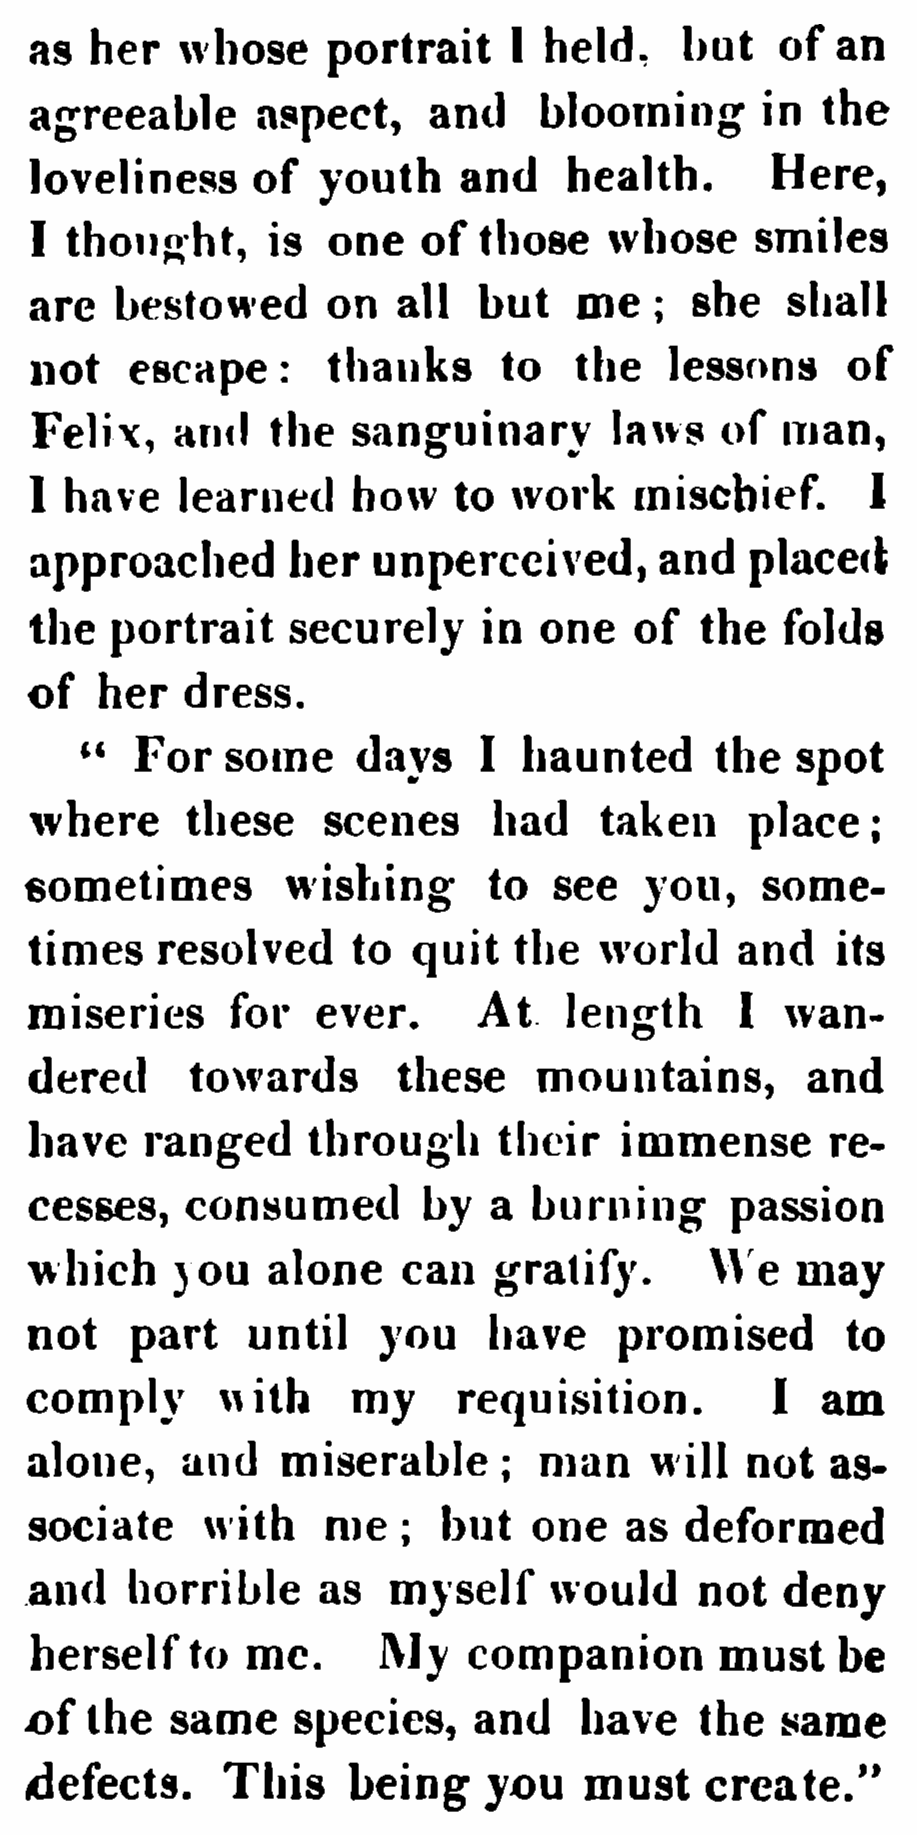 as her whose portrait I held, but of an
agreeable aspect, and blooming in the
loveliness of youth and health. Here,
I thought, is one of those whose smiles
are bestowed on all but me; she shall
not escape: thanks to the lessons of
Felix, and the sanguinary laws of man,
I have learned how to work mischief. I
approached her unperceived, and placed
the portrait securely in one of the folds
of her dress.
“ For some days I haunted the spot
where these scenes had taken place;
sometimes wishing to see you, some-
times resolved to quit the world and its
miseries for ever. At length I wan-
dered towards these mountains, and
have ranged through their immense re-
cesses, consumed by a burning passion
which you alone can gratify. We may
not part until you have promised to
comply with my requisition. I am
alone, and miserable; man will not as-
sociate with me; but one as deformed
and horrible as myself would not deny
herself to me. My companion must be
of the same species, and have the same
defects. This being you must create.”